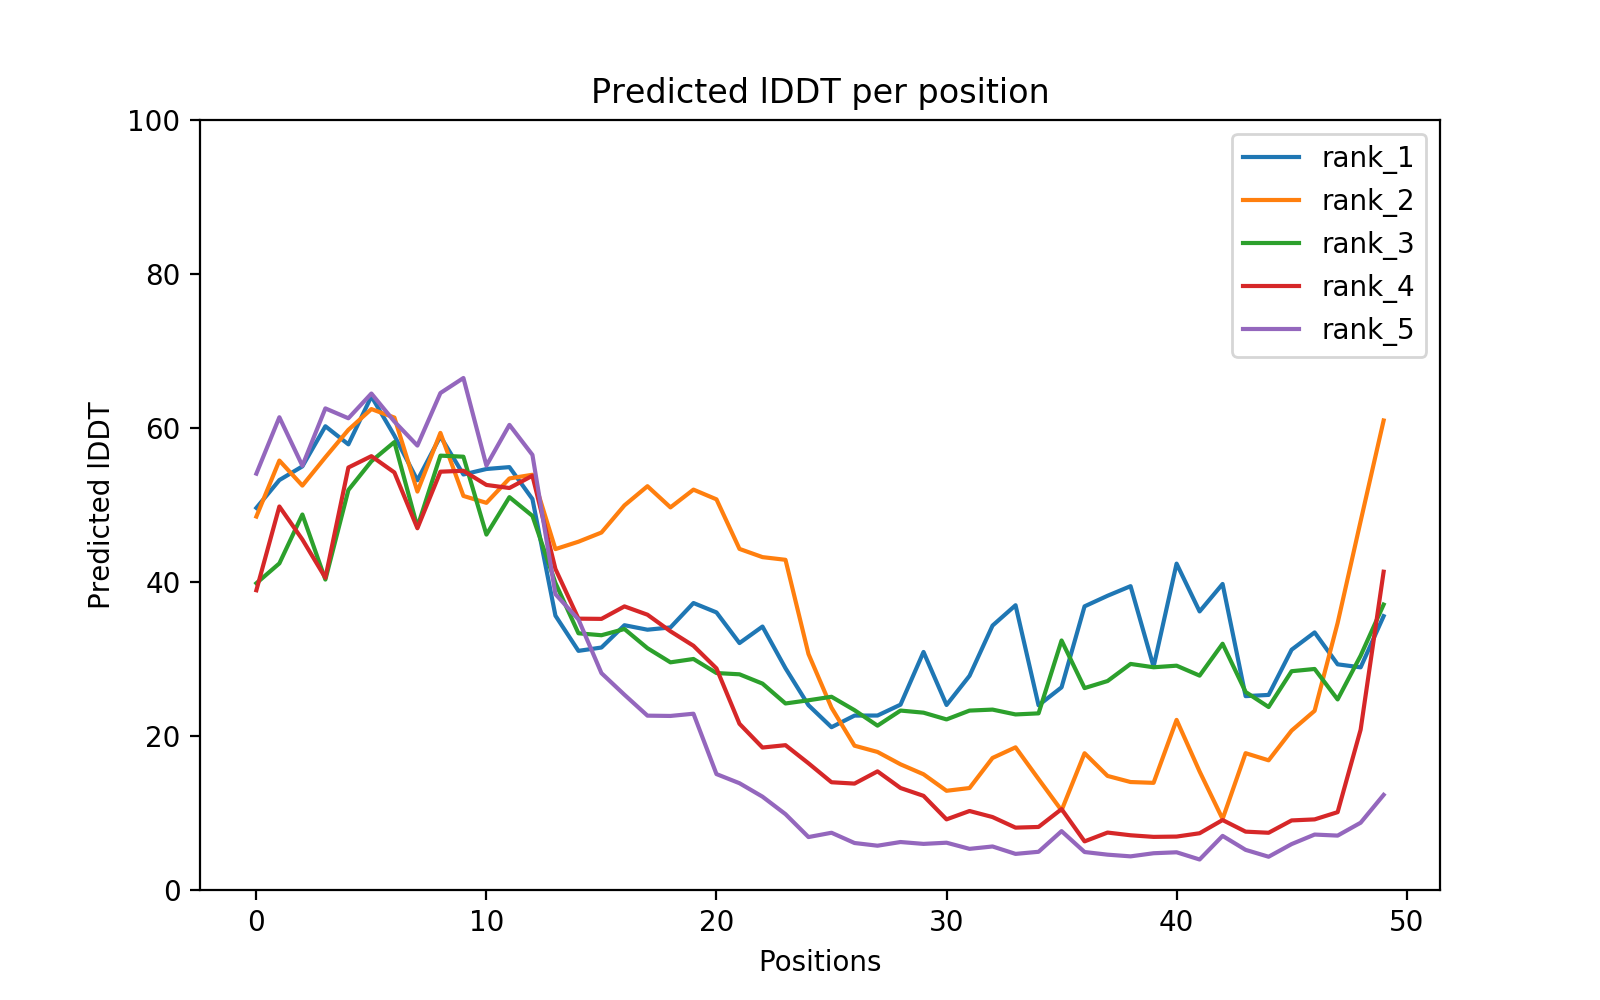 Predicted lDDT per position
100
80
60
40
20
0
Predicted lDDT
rank_1
rank_2
rank_3
rank_4
rank_5
0 10 20 30 40 50
Positions